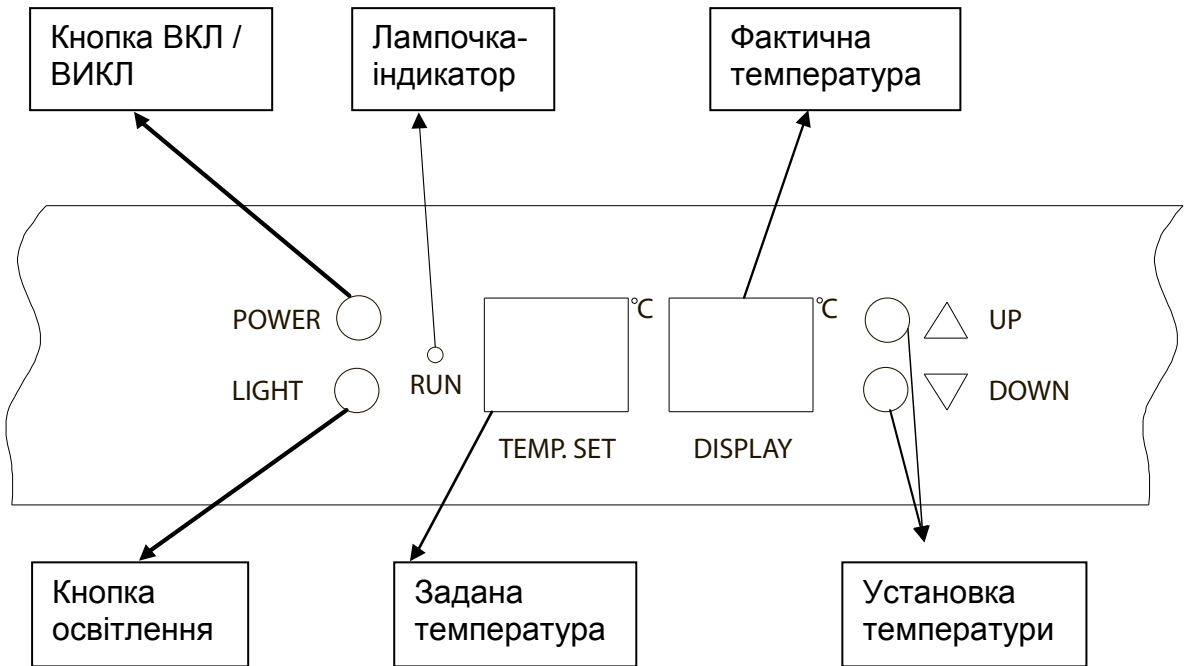 Кнопка ВКЛ /
ВИКЛ
Лампочка-
індикатор
Фактична
температура
POWER
°C
°C
UP
LIGHT
RUN
DOWN
TEMP. SET
DISPLAY
Кнопка
освітлення
Задана
температура
Установка
температури